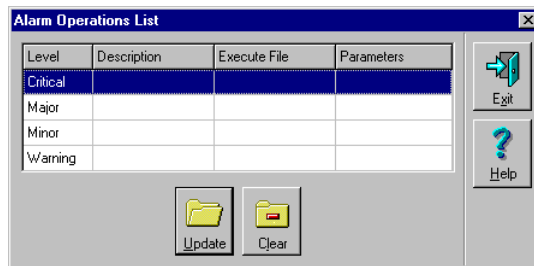 Alarm Operations List
Level Description Execute File Parameters
Critical
Major
Minor
Warning
Exit
Help
Update Clear